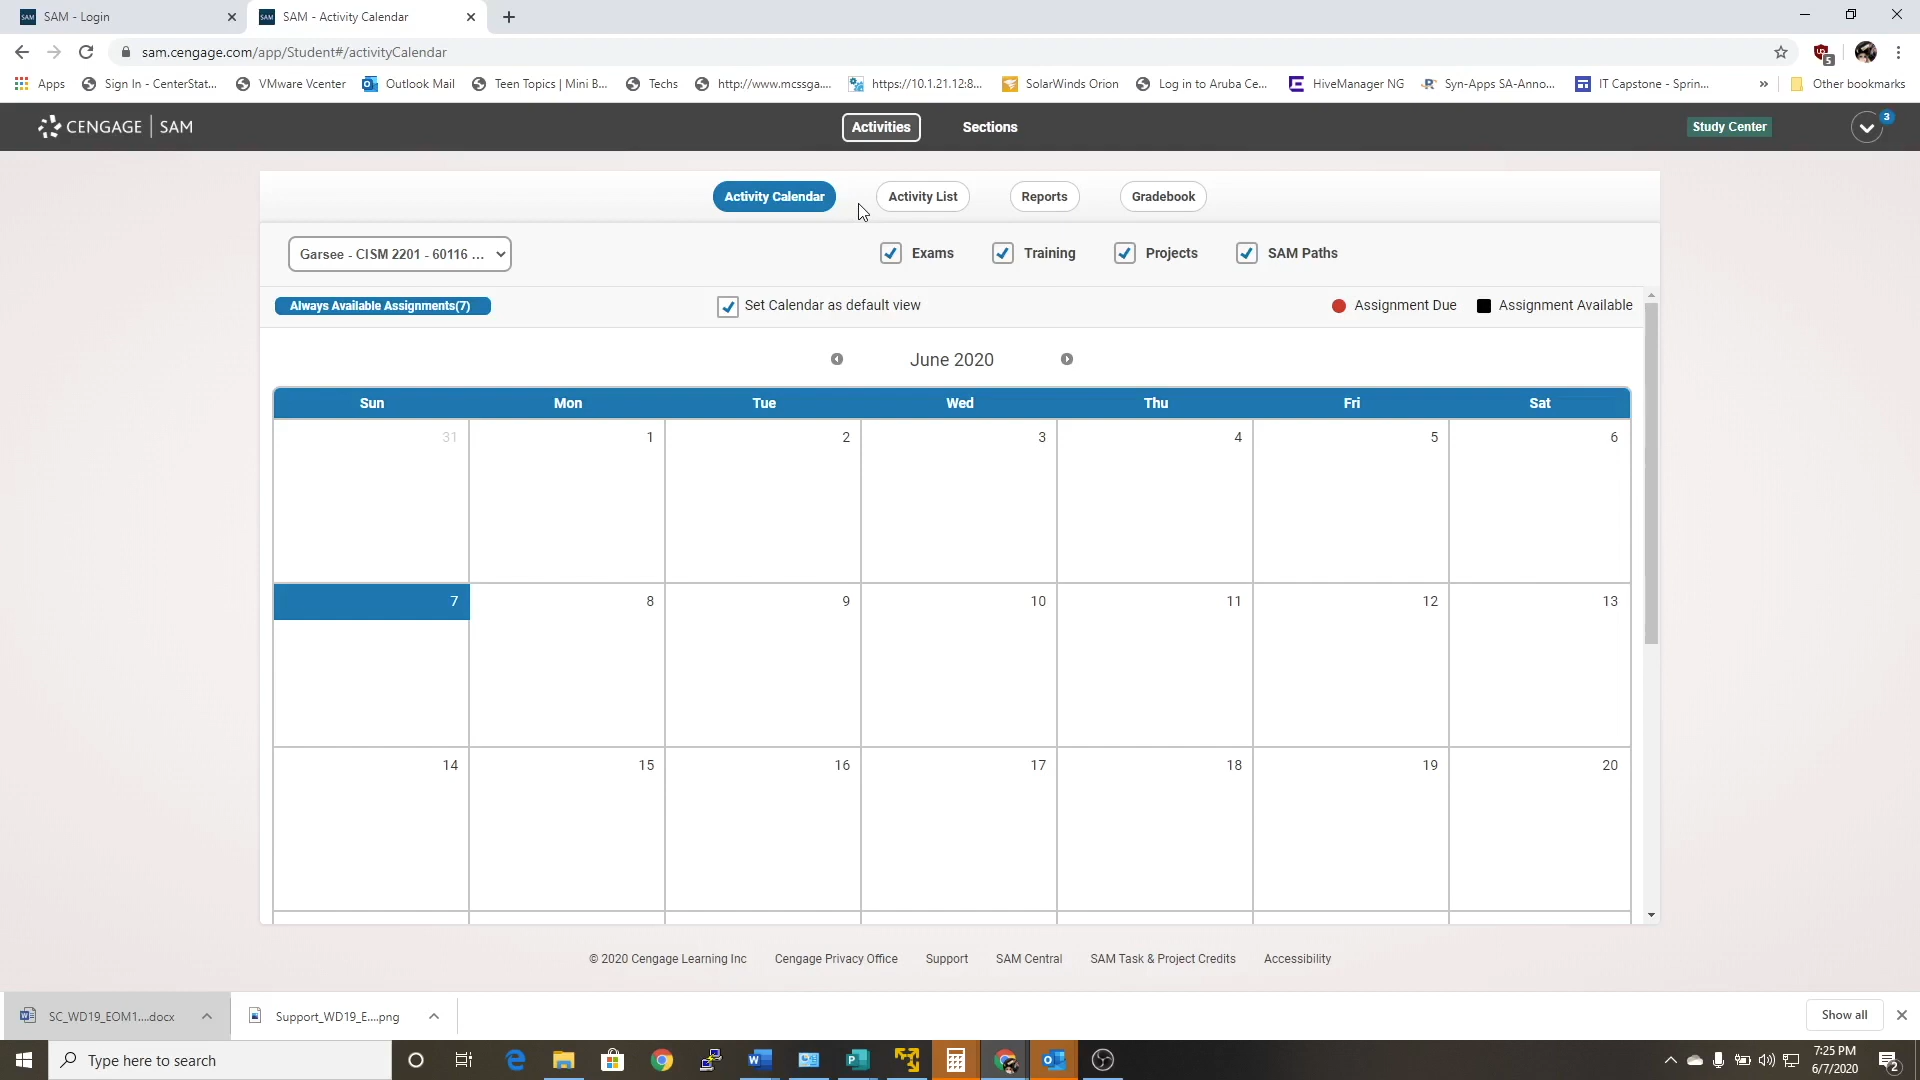 SAM - Login
SAM - Activity Calendar
sam.cengage.com/app/Student#/activityCalendar
Apps Sign In - CenterStat... VMware Vcenter Outlook Mail Teen Topics | Mini B... Techs http://www.mcssga.... https://10.1.21.12:8... SolarWinds Orion Log in to Aruba Ce... HiveManager NG Syn-Apps SA-Anno... IT Capstone - Sprin... » Other bookmarks
CENGAGE | SAM
Activities Sections
Study Center
3
Activity Calendar Activity List Reports Gradebook
Garsee - CISM 2201 - 60116 ...
Exams Training Projects SAM Paths
Always Available Assignments(7)
Set Calendar as default view
Assignment Due Assignment Available
June 2020
Sun Mon Tue Wed Thu Fri Sat
31 1 2 3 4 5 6
7 8 9 10 11 12 13
14 15 16 17 18 19 20
© 2020 Cengage Learning Inc Cengage Privacy Office Support SAM Central SAM Task & Project Credits Accessibility
SC_WD19_EOM1....docx
Support_WD19_E....png
Show all
Type here to search
7:25 PM
6/7/2020
2